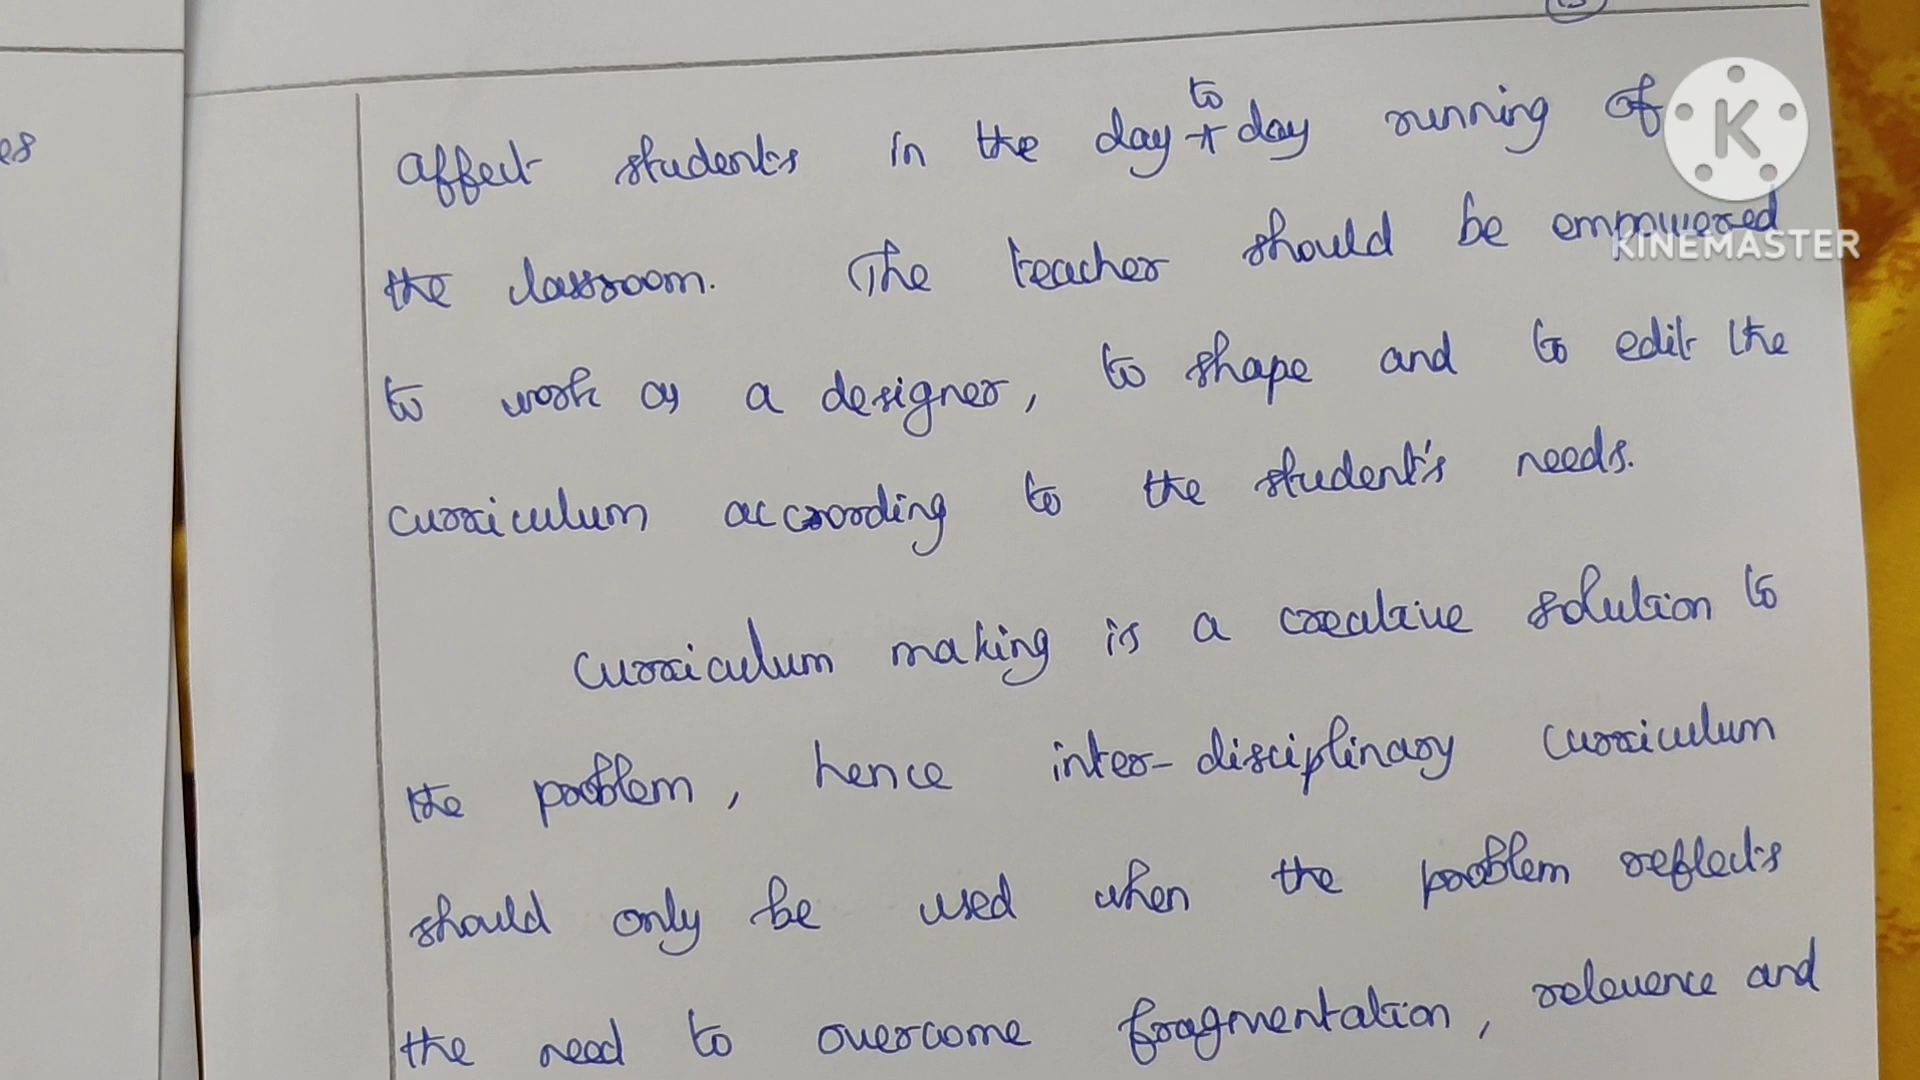 es
affect students in the day to day running of
the classroom. The teacher should be empowered
to work as a designer, to shape and to edit the
curriculum according to the student's needs.
Curriculum making is a creative solution to
the problem, hence inter-disciplinary curriculum
should only be used when the problem reflects
the need to overcome fragmentation, relevence and
K
KINEMASTER